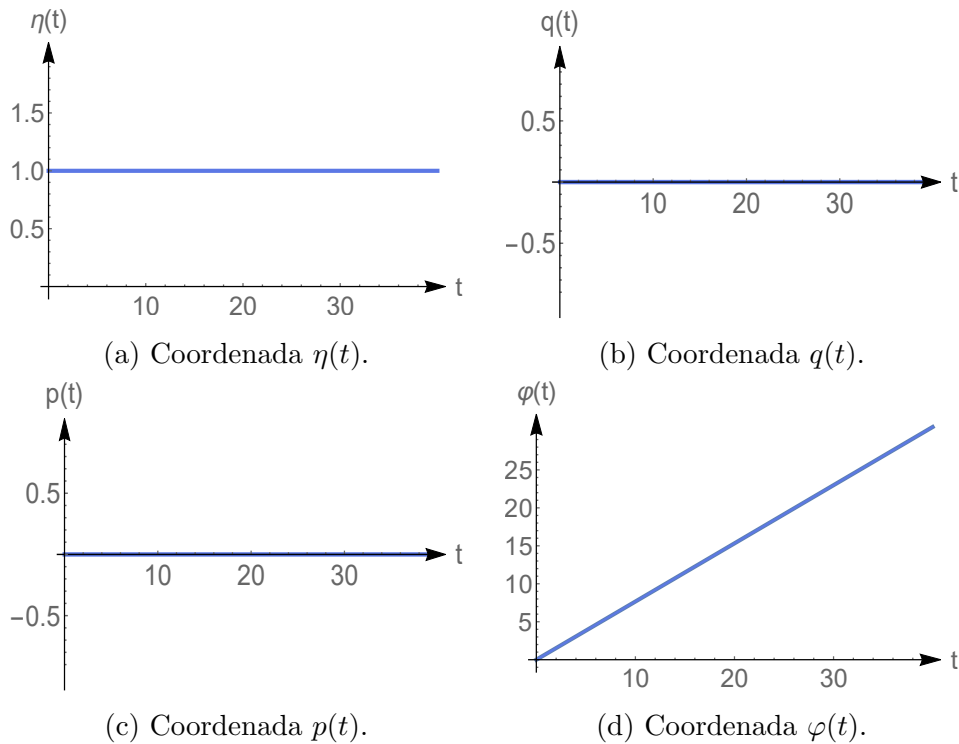 η(t)
1.5
1.0
0.5
10 20 30 t
(a) Coordenada η(t).
q(t)
0.5
10 20 30 t
−0.5
(b) Coordenada q(t).
p(t)
0.5
10 20 30 t
−0.5
(c) Coordenada p(t).
φ(t)
25
20
15
10
5
10 20 30 t
(d) Coordenada φ(t).